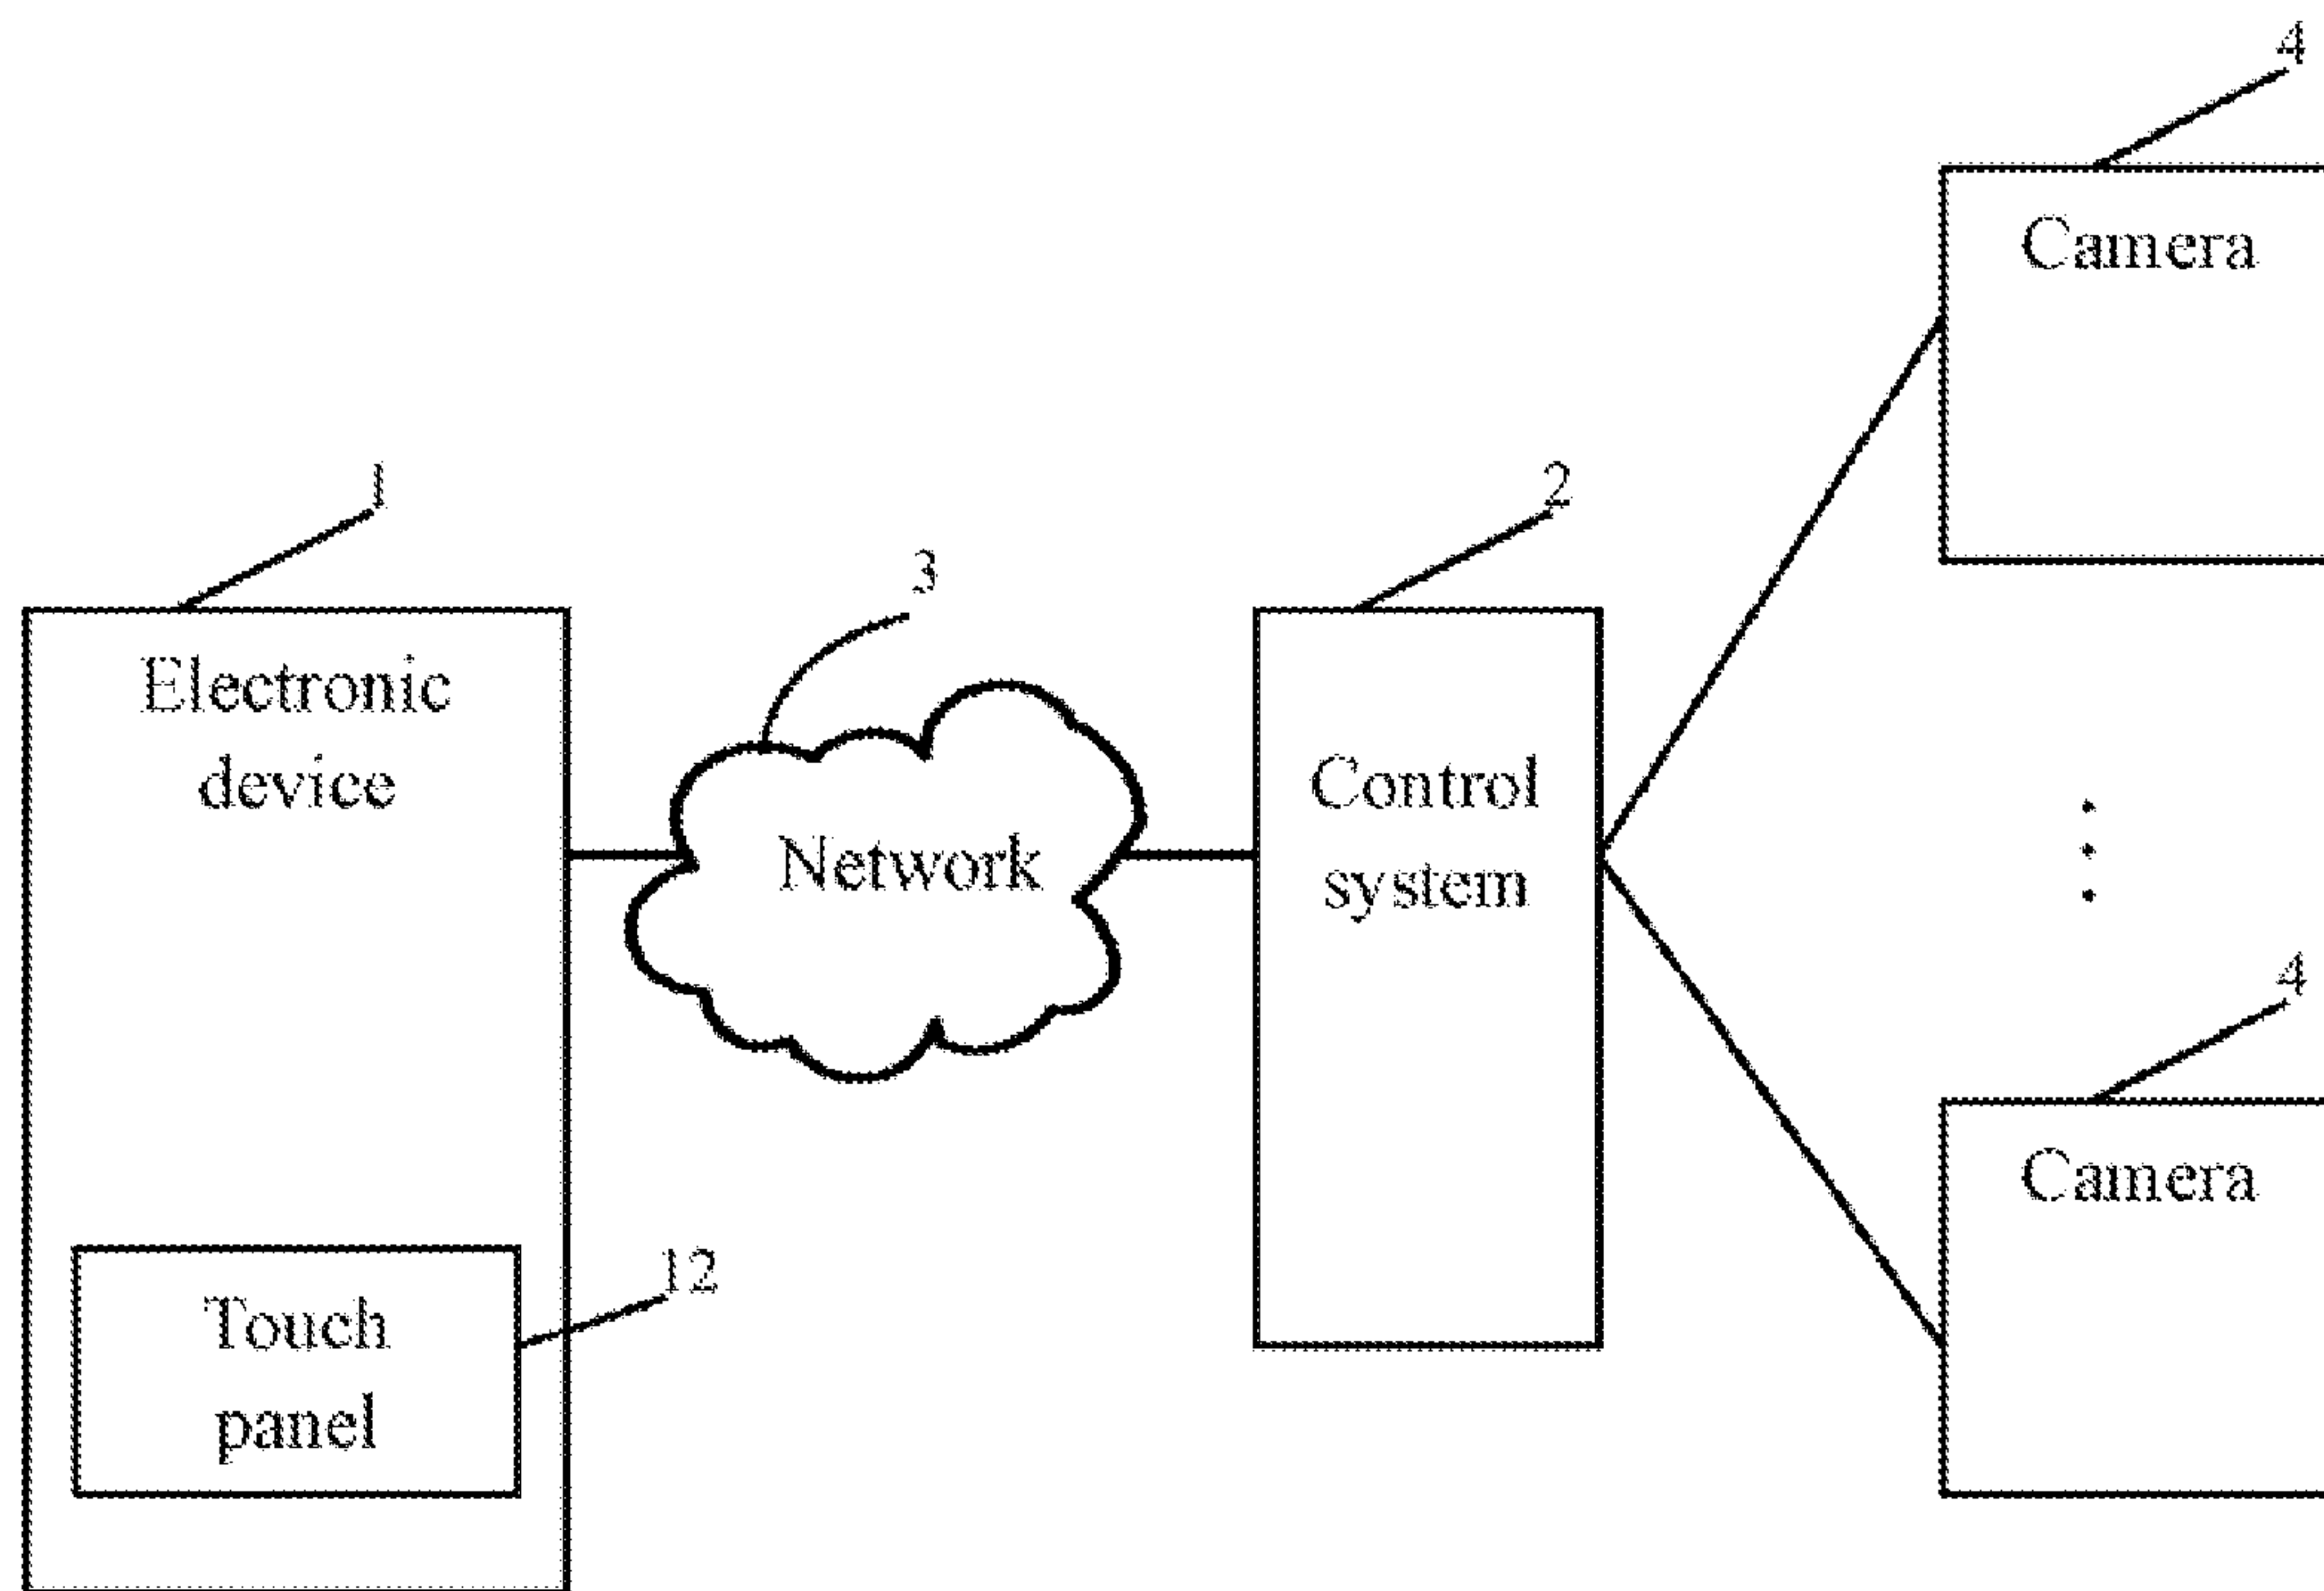 4
Camera
1
2
3
Electronic
device
Network
Control
system
4
Camera
12
Touch
panel